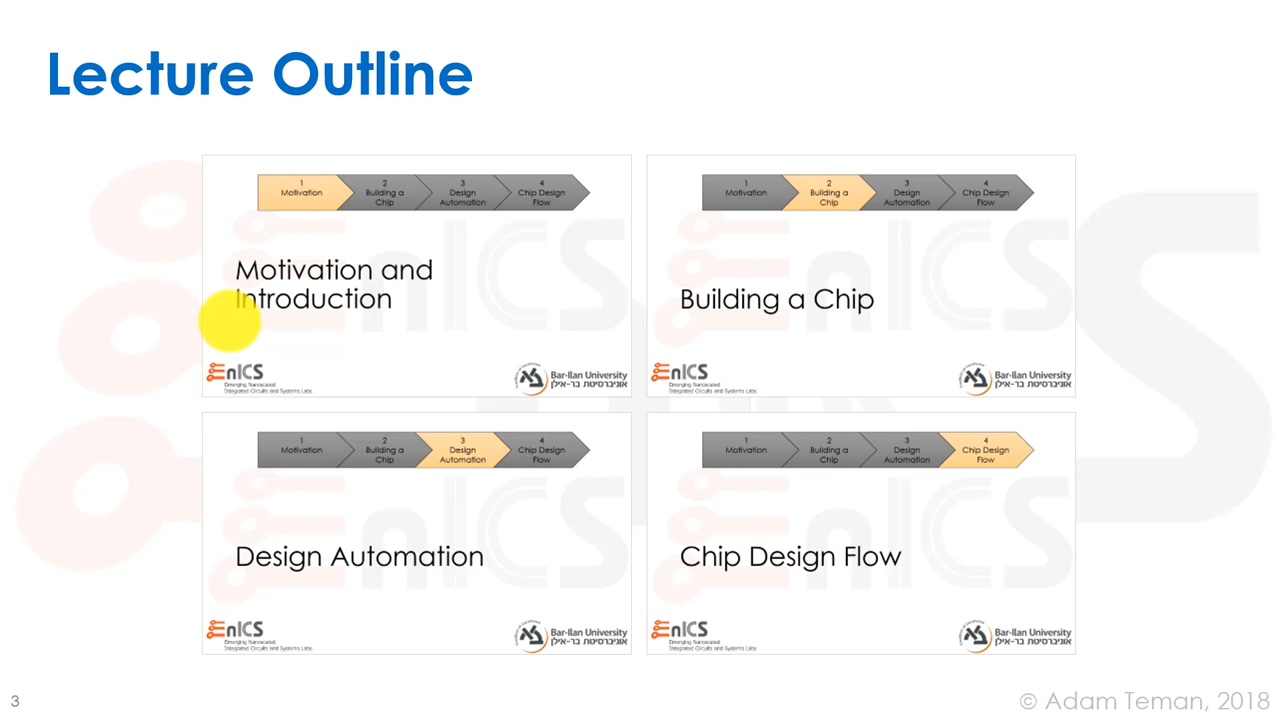 Lecture Outline
1 2 3 4
Motivation Building a Design Chip Design
Chip Automation Flow
Motivation and
Introduction
EnICS
Emerging Nanoscaled
Integrated Circuits and Systems Labs
Bar-Ilan University
אוניברסיטת בר-אילן
1 2 3 4
Motivation Building a Design Chip Design
Chip Automation Flow
Building a Chip
EnICS
Emerging Nanoscaled
Integrated Circuits and Systems Labs
Bar-Ilan University
אוניברסיטת בר-אילן
1 2 3 4
Motivation Building a Design Chip Design
Chip Automation Flow
Design Automation
EnICS
Emerging Nanoscaled
Integrated Circuits and Systems Labs
Bar-Ilan University
אוניברסיטת בר-אילן
1 2 3 4
Motivation Building a Design Chip Design
Chip Automation Flow
Chip Design Flow
EnICS
Emerging Nanoscaled
Integrated Circuits and Systems Labs
Bar-Ilan University
אוניברסיטת בר-אילן
3
© Adam Teman, 2018